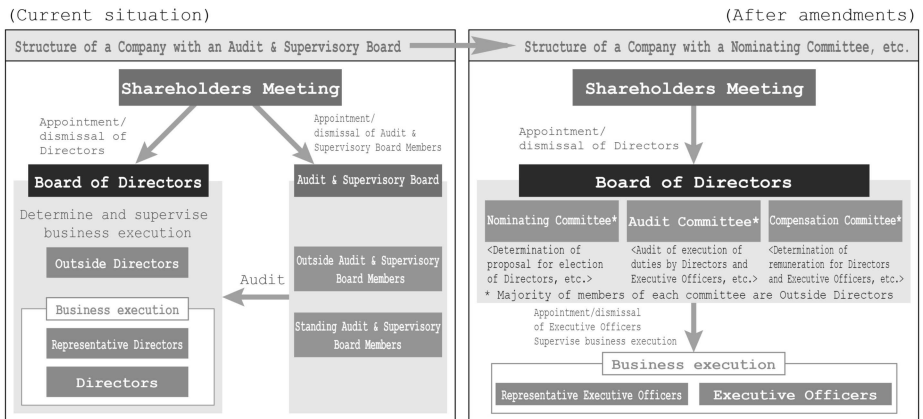 (Current situation)
(After amendments)
Structure of a Company with an Audit & Supervisory Board
Structure of a Company with a Nominating Committee, etc.
Shareholders Meeting
Appointment/
dismissal of
Directors
Appointment/
dismissal of Audit &
Supervisory Board Members
Board of Directors
Determine and supervise
business execution
Outside Directors
Business execution
Representative Directors
Directors
Audit
Audit & Supervisory Board
Outside Audit & Supervisory
Board Members
Standing Audit & Supervisory
Board Members
Shareholders Meeting
Appointment/
dismissal of Directors
Board of Directors
Nominating Committee*
<Determination of
proposal for election
of Directors, etc.>
Audit Committee*
<Audit of execution of
duties by Directors and
Executive Officers, etc.>
Compensation Committee*
<Determination of
remuneration for Directors
and Executive Officers, etc.>
* Majority of members of each committee are Outside Directors
Appointment/dismissal
of Executive Officers
Supervise business execution
Business execution
Representative Executive Officers
Executive Officers